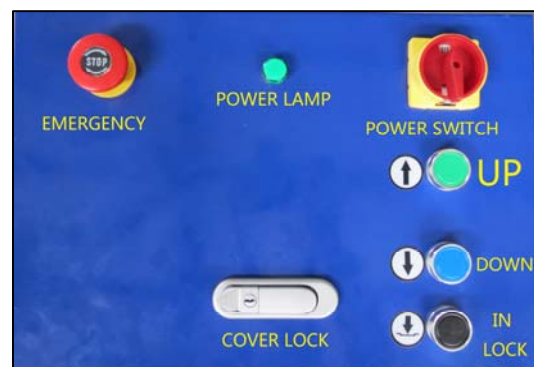 STOP
POWER LAMP
EMERGENCY
POWER SWITCH
UP
DOWN
IN
LOCK
COVER LOCK